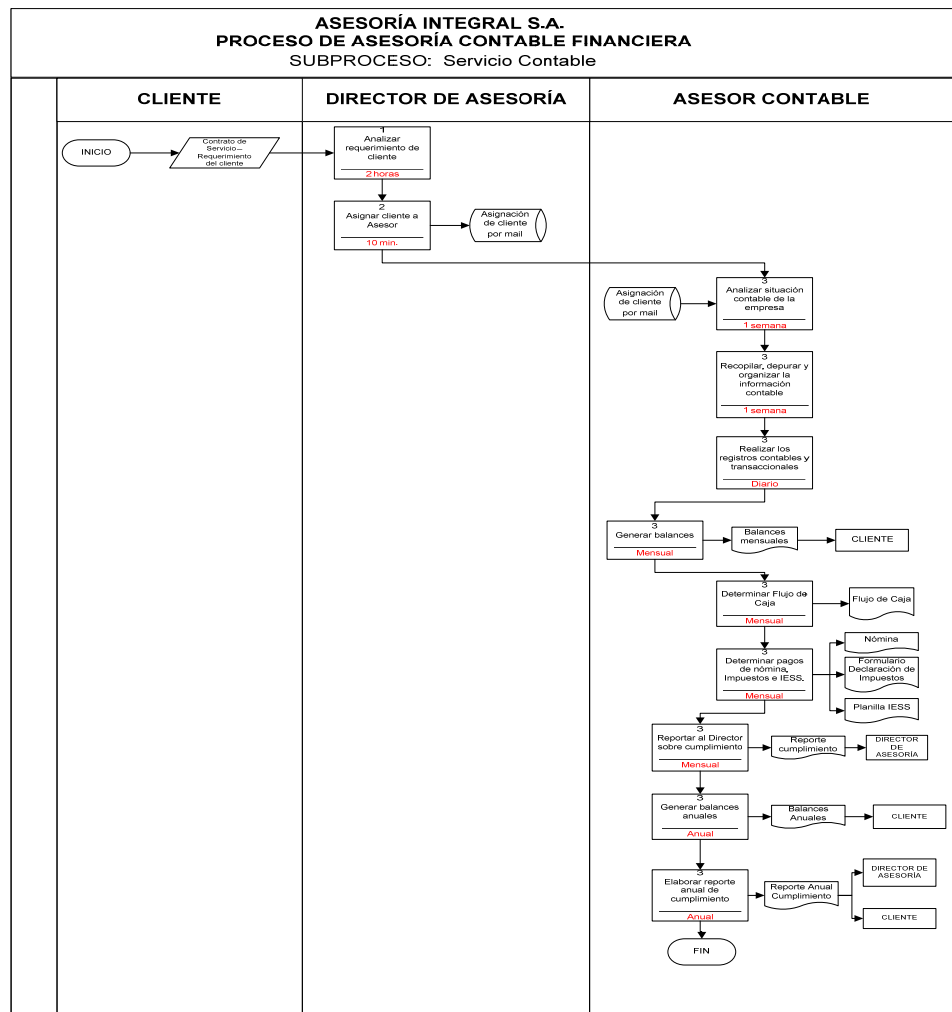 ASESORÍA INTEGRAL S.A.
PROCESO DE ASESORÍA CONTABLE FINANCIERA
SUBPROCESO: Servicio Contable
CLIENTE
DIRECTOR DE ASESORÍA
ASESOR CONTABLE
INICIO
Contrato de
Servicio–
Requerimiento
del cliente
1
Analizar
requerimiento de
cliente
2 horas
2
Asignar cliente a
Asesor
10 min.
Asignación
de cliente
por mail
Asignación
de cliente
por mail
3
Analizar situación
contable de la
empresa
1 semana
3
Recopilar, depurar y
organizar la
información
contable
1 semana
3
Realizar los
registros contables y
transaccionales
Diario
3
Generar balances
Mensual
Balances
mensuales
CLIENTE
3
Determinar Flujo de
Caja
Mensual
Flujo de Caja
3
Determinar pagos
de nómina,
Impuestos e IESS.
Mensual
Nómina
Formulario
Declaración de
Impuestos
Planilla IESS
3
Reportar al Director
sobre cumplimiento
Mensual
Reporte
cumplimiento
DIRECTOR
DE
ASESORÍA
3
Generar balances
anuales
Anual
Balances
Anuales
CLIENTE
3
Elaborar reporte
anual de
cumplimiento
Anual
Reporte Anual
Cumplimiento
DIRECTOR DE
ASESORÍA
CLIENTE
FIN